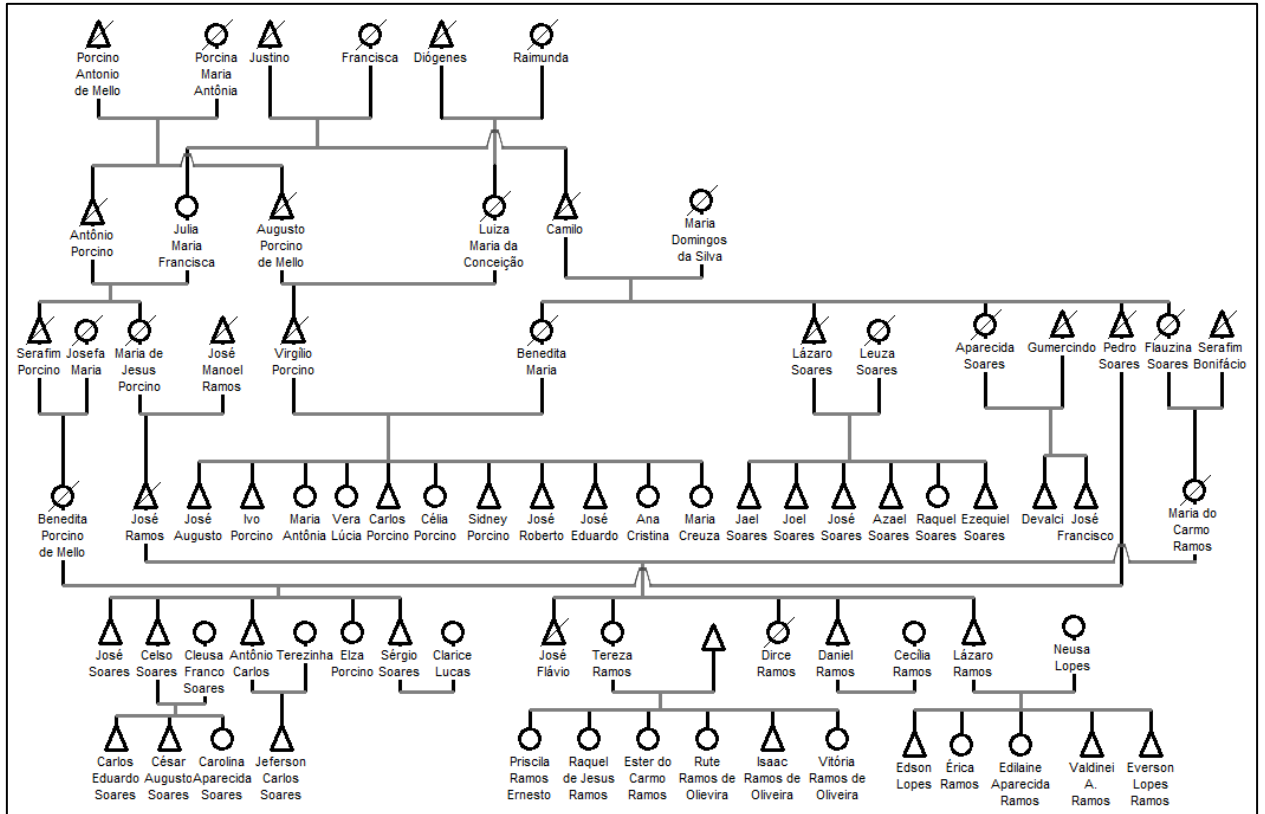 Porcino
Antonio
de Mello
Porcina
Maria
Antônia
Justino
Francisca
Diógenes
Raimunda
Antônio
Porcino
Julia
Maria
Francisca
Augusto
Porcino
de Mello
Luiza
Maria da
Conceição
Camilo
Maria
Domingos
da Silva
Serafim
Porcino
Josefa
Maria
Maria de
Jesus
Porcino
José
Manoel
Ramos
Virgílio
Porcino
Benedita
Maria
Lázaro
Soares
Leuza
Soares
Aparecida
Soares
Gumercindo
Pedro
Soares
Flauzina
Soares
Serafim
Bonifácio
Benedita
Porcino
de Mello
José
Ramos
José
Augusto
Ivo
Porcino
Maria
Antônia
Vera
Lúcia
Carlos
Porcino
Célia
Porcino
Sidney
Porcino
José
Roberto
José
Eduardo
Ana
Cristina
Maria
Creuza
Jael
Soares
Joel
Soares
José
Soares
Azael
Soares
Raquel
Soares
Ezequiel
Soares
Devalci
José
Francisco
Maria do
Carmo
Ramos
José
Soares
Celso
Soares
Cleusa
Franco
Soares
Antônio
Carlos
Terezinha
Elza
Porcino
Sérgio
Soares
Clarice
Lucas
José
Flávio
Tereza
Ramos
Dirce
Ramos
Daniel
Ramos
Cecília
Ramos
Lázaro
Ramos
Neusa
Lopes
Carlos
Eduardo
Soares
César
Augusto
Soares
Carolina
Aparecida
Soares
Jeferson
Carlos
Soares
Priscila
Ramos
Ernesto
Raquel
de Jesus
Ramos
Ester do
Carmo
Ramos
Rute
Ramos de
Olievira
Isaac
Ramos de
Oliveira
Vitória
Ramos de
Oliveira
Edson
Lopes
Érica
Ramos
Edilaine
Aparecida
Ramos
Valdinei
A.
Ramos
Everson
Lopes
Ramos